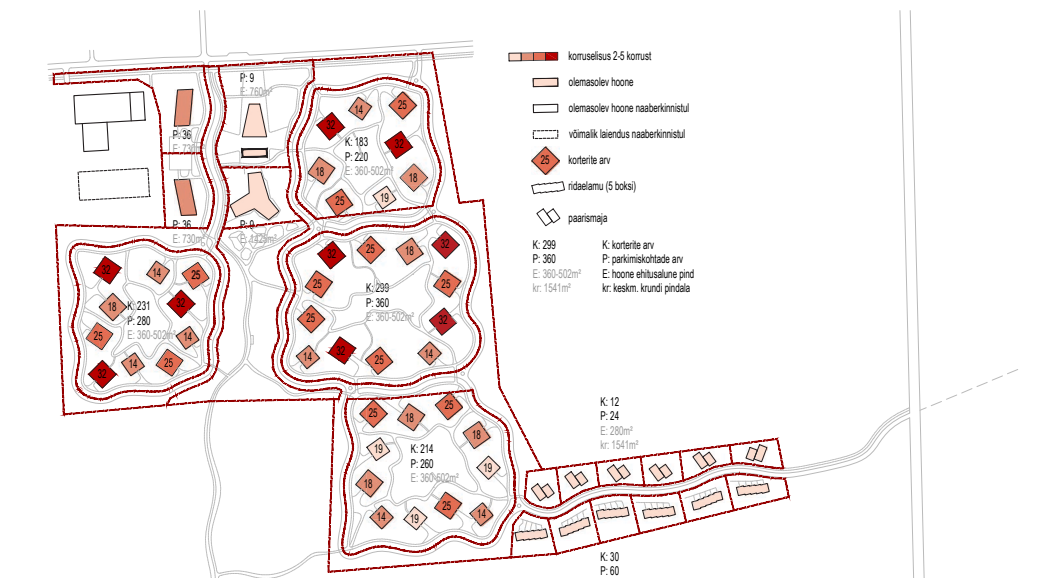 korruselisus 2-5 korrust
olemasolev hoone
olemasolev hoone naaberkinnistul
võimalik laiendus naaberkinnistul
25 korterite arv
ridaelamu (5 boksi)
paarismaja
K: 299 K: korterite arv
P: 360 P: parkimiskohtade arv
E: 360-502m² E: hoone ehitusalune pind
kr: 1541m² kr: keskm. krundi pindala
P: 9
E: 760m²
P: 36
E: 730m²
P: 36
E: 730m²
P: 9
E: 1425m²
14
25
32
32
K: 183
P: 220
E: 360-502m²
18
18
25
19
32
14
25
18
32
K: 231
P: 280
E: 360-502m²
25
14
32
14
25
32
25
18
32
25
25
K: 299
P: 360
E: 360-502m²
25
32
14
32
25
14
25
18
25
18
19
K: 214
P: 260
E: 360-502m²
19
18
14
19
25
14
K: 12
P: 24
E: 280m²
kr: 1541m²
K: 30
P: 60